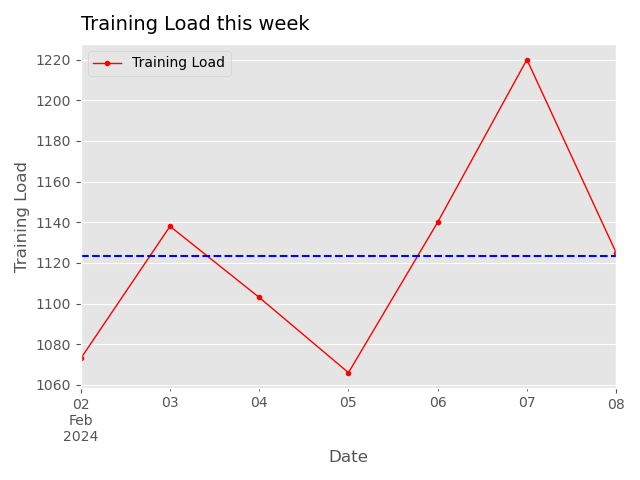 Training Load this week
Training Load
1220
1200
1180
1160
1140
1120
1100
1080
1060
Training Load
02 03 04 05 06 07 08
Feb
2024
Date